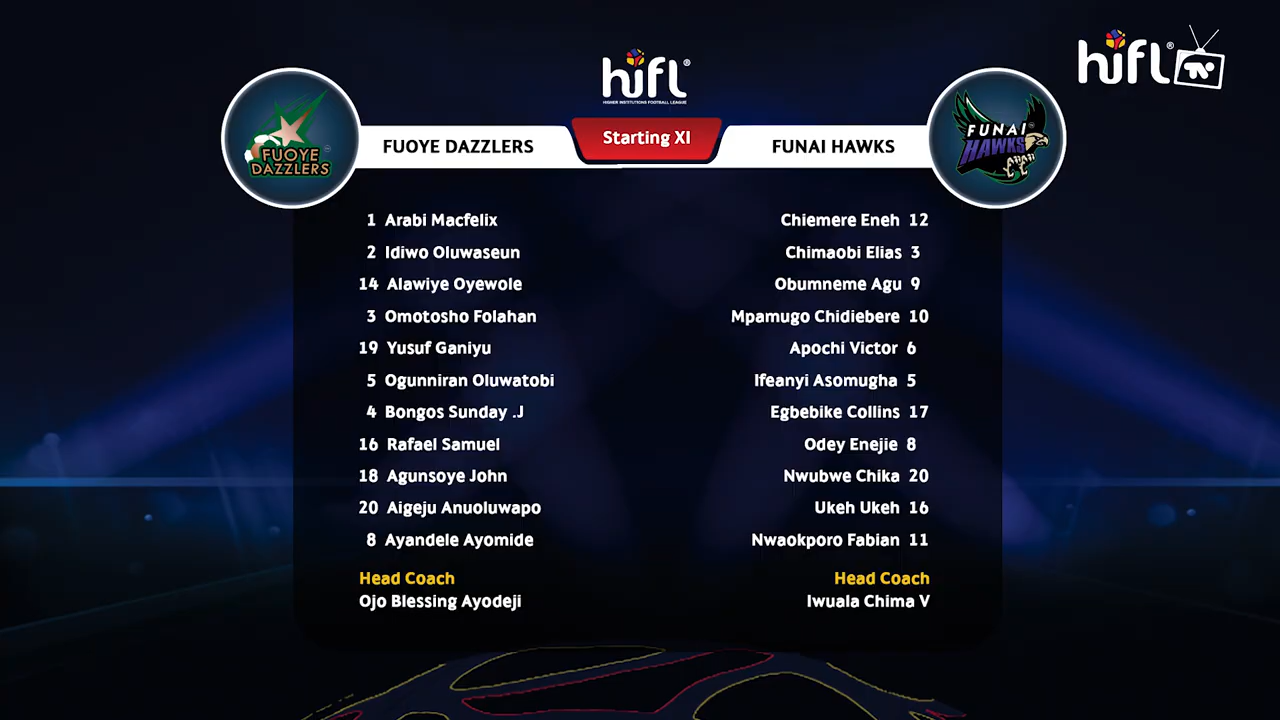 hifl®
HIGHER INSTITUTIONS FOOTBALL LEAGUE
hifl® TV
FUOYE
DAZZLERS
FUOYE DAZZLERS
Starting XI
FUNAI HAWKS
FUNAI
HAWKS
1 Arabi Macfelix
2 Idiwo Oluwaseun
14 Alawiye Oyewole
3 Omotosho Folahan
19 Yusuf Ganiyu
5 Ogunniran Oluwatobi
4 Bongos Sunday .J
16 Rafael Samuel
18 Agunsoye John
20 Aigeju Anuoluwapo
8 Ayandele Ayomide
Head Coach
Ojo Blessing Ayodeji
Chiemere Eneh 12
Chimaobi Elias 3
Obumneme Agu 9
Mpamugo Chidiebere 10
Apochi Victor 6
Ifeanyi Asomugha 5
Egbebike Collins 17
Odey Enejie 8
Nwubwe Chika 20
Ukeh Ukeh 16
Nwaokporo Fabian 11
Head Coach
Iwuala Chima V